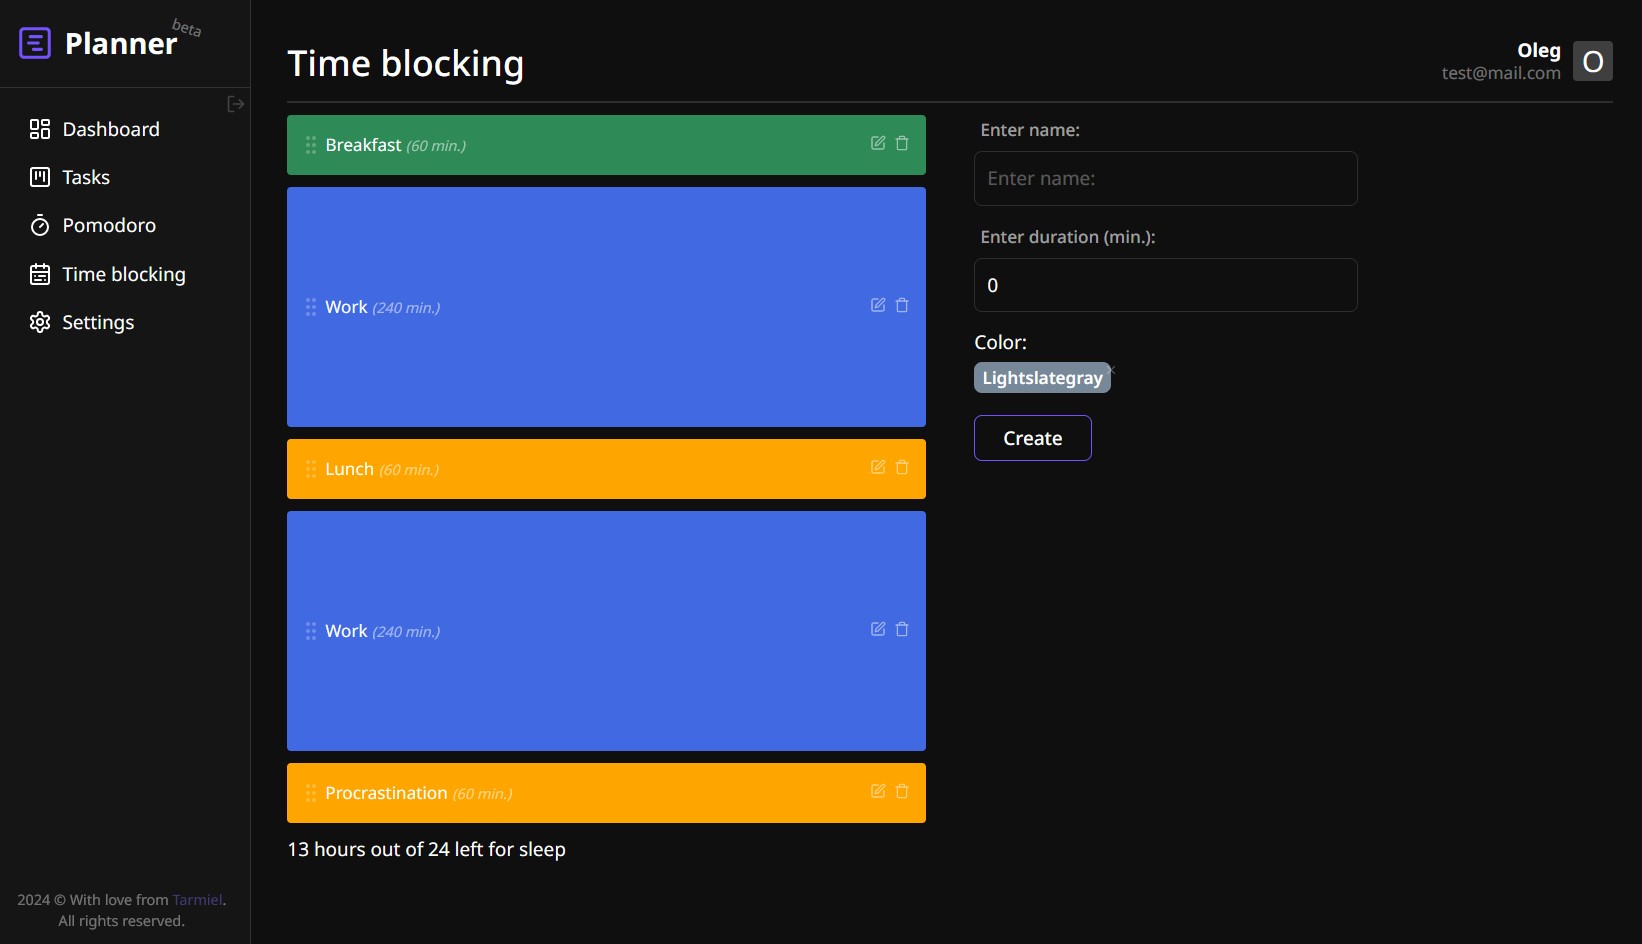 Planner beta
Dashboard
Tasks
Pomodoro
Time blocking
Settings
2024 © With love from Tarmiel.
All rights reserved.
Time blocking
Oleg
test@mail.com
O
Breakfast (60 min.)
Work (240 min.)
Lunch (60 min.)
Work (240 min.)
Procrastination (60 min.)
13 hours out of 24 left for sleep
Enter name:
Enter name:
Enter duration (min.):
0
Color:
Lightslategray
Create